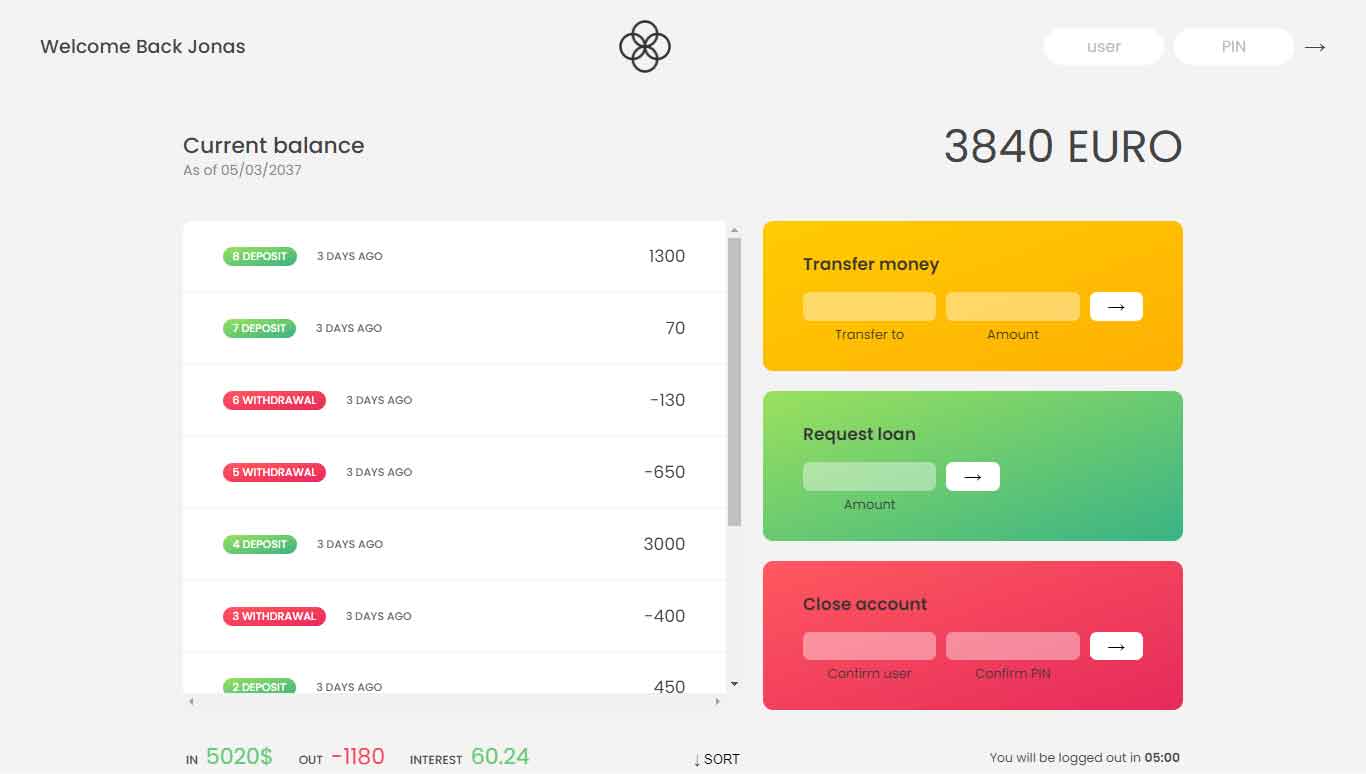 Welcome Back Jonas
user
PIN
→
Current balance
As of 05/03/2037
3840 EURO
8 DEPOSIT 3 DAYS AGO 1300
7 DEPOSIT 3 DAYS AGO 70
6 WITHDRAWAL 3 DAYS AGO -130
5 WITHDRAWAL 3 DAYS AGO -650
4 DEPOSIT 3 DAYS AGO 3000
3 WITHDRAWAL 3 DAYS AGO -400
2 DEPOSIT 3 DAYS AGO 450
Transfer money
→
Transfer to Amount
Request loan
→
Amount
Close account
→
Confirm user Confirm PIN
IN 5020$ OUT -1180 INTEREST 60.24
↓ SORT
You will be logged out in 05:00